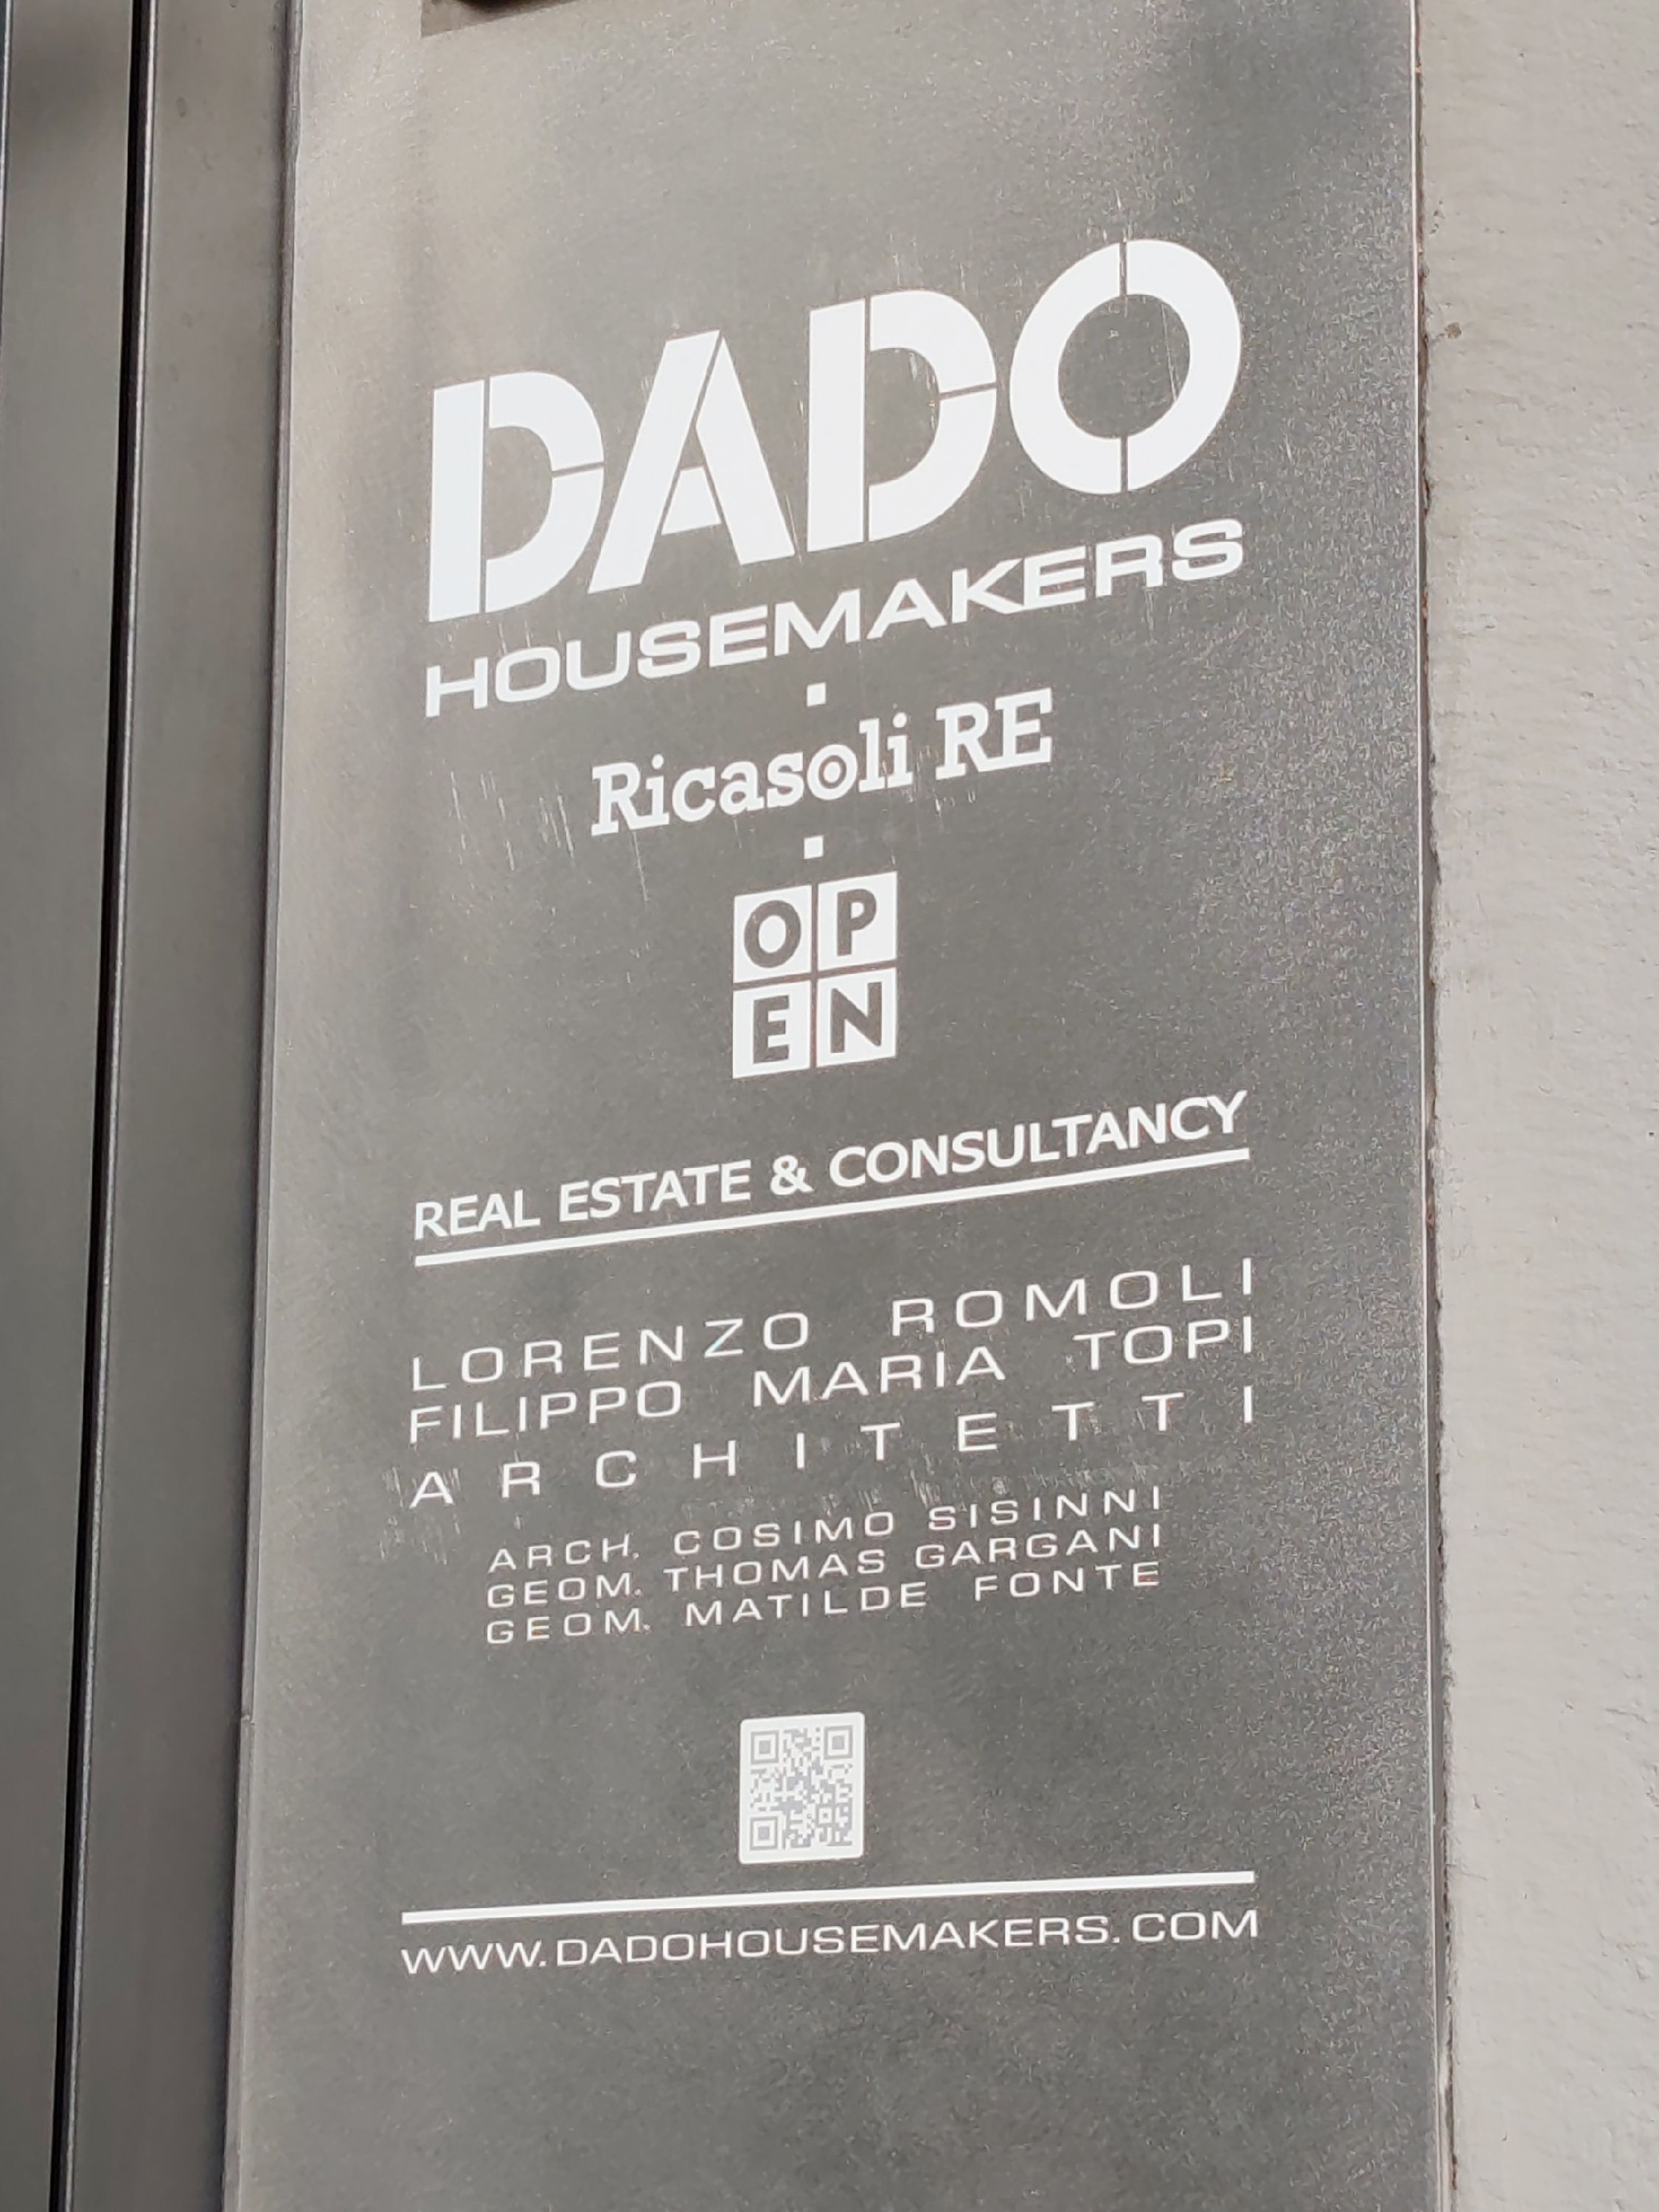 DADO
HOUSEMAKERS
Ricasoli RE
OP
EN
REAL ESTATE & CONSULTANCY
LORENZO ROMOLI
FILIPPO MARIA TOPI
ARCHITETTI
ARCH. COSIMO SISINNI
GEOM. THOMAS GARGANI
GEOM. MATILDE FONTE
WWW.DADOHOUSEMAKERS.COM